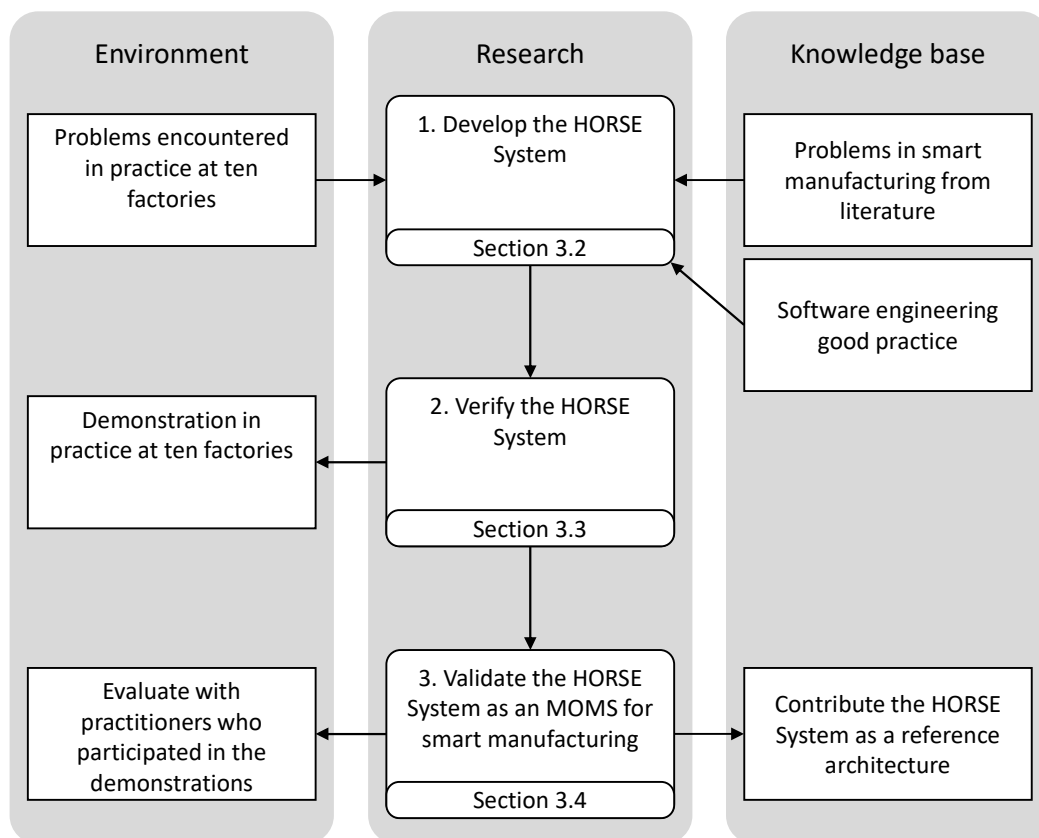 Environment
Research
Knowledge base
Problems encountered
in practice at ten
factories
1. Develop the HORSE
System
Section 3.2
Problems in smart
manufacturing from
literature
Software engineering
good practice
Demonstration in
practice at ten factories
2. Verify the HORSE
System
Section 3.3
Evaluate with
practitioners who
participated in the
demonstrations
3. Validate the HORSE
System as an MOMS for
smart manufacturing
Section 3.4
Contribute the HORSE
System as a reference
architecture